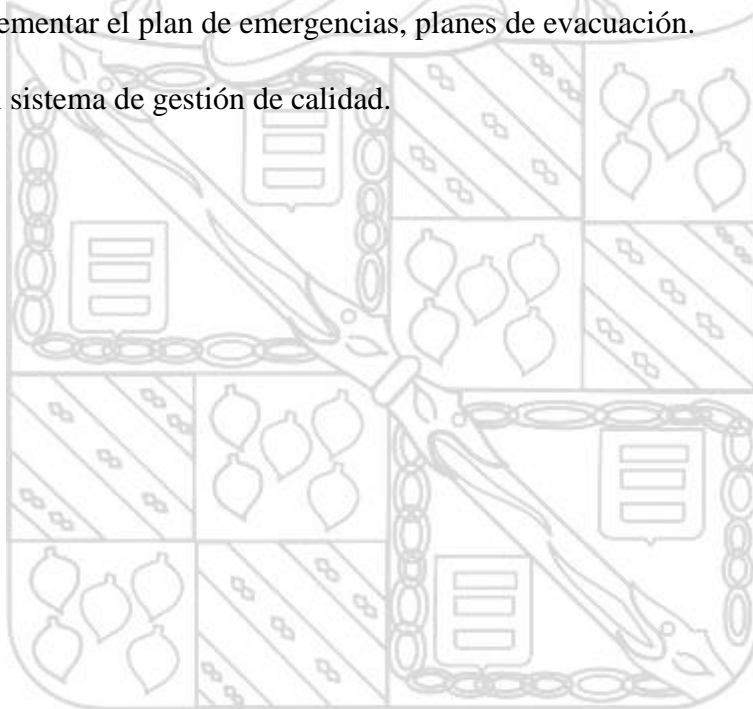 ementar el plan de emergencias, planes de evacuación.
sistema de gestión de calidad.